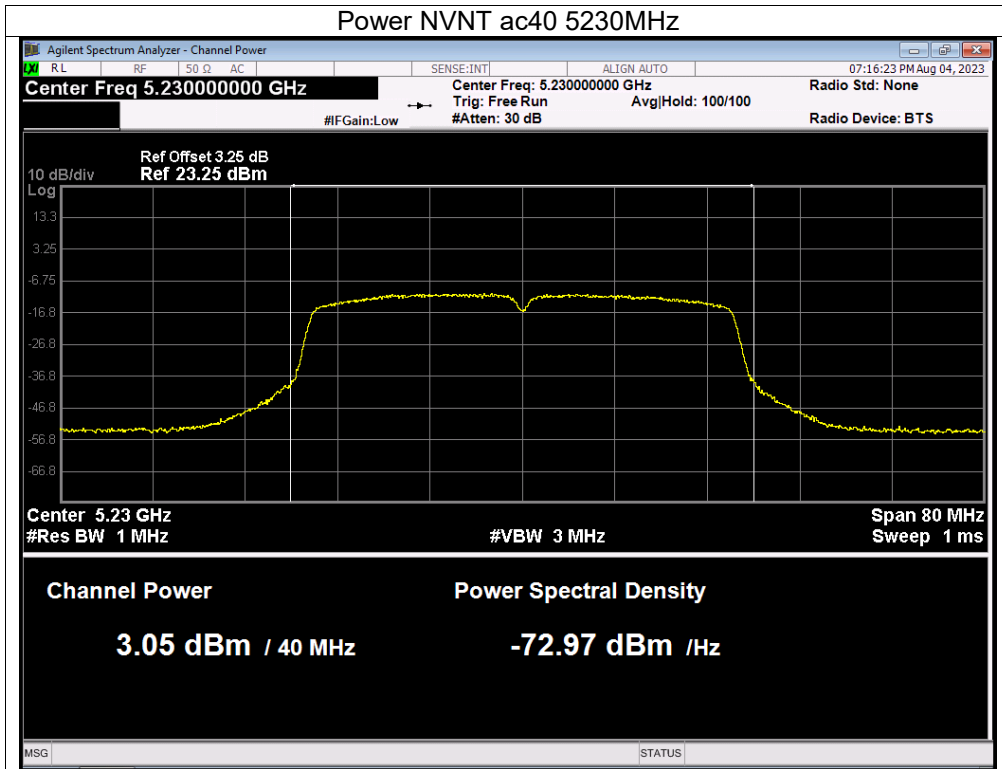 Power NVNT ac40 5230MHz
Agilent Spectrum Analyzer - Channel Power
LXI RL RF 50 Ω AC SENSE:INT ALIGN AUTO 07:16:23 PM Aug 04, 2023
Center Freq 5.230000000 GHz Center Freq: 5.230000000 GHz Radio Std: None
Trig: Free Run Avg|Hold: 100/100
#IFGain:Low #Atten: 30 dB Radio Device: BTS
Ref Offset 3.25 dB
10 dB/div Ref 23.25 dBm
Log
13.3
3.25
-6.75
-16.8
-26.8
-36.8
-46.8
-56.8
-66.8
Center 5.23 GHz Span 80 MHz
#Res BW 1 MHz #VBW 3 MHz Sweep 1 ms
Channel Power Power Spectral Density
3.05 dBm / 40 MHz -72.97 dBm /Hz
MSG STATUS